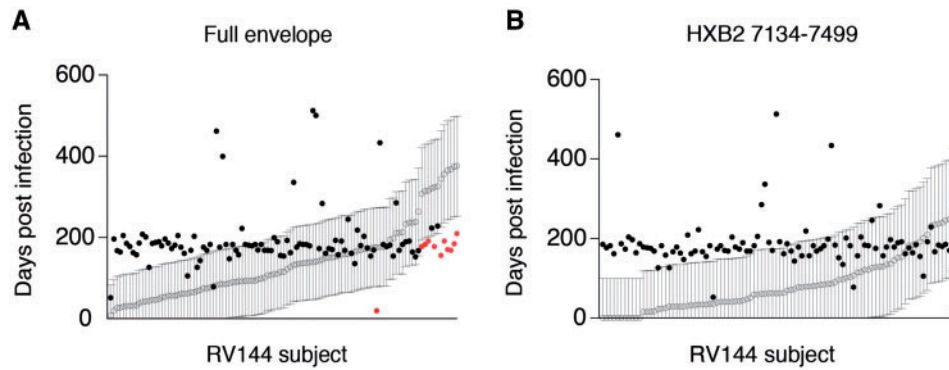 A
Full envelope
Days post infection
600
400
200
0
RV144 subject
B
HXB2 7134-7499
Days post infection
600
400
200
0
RV144 subject